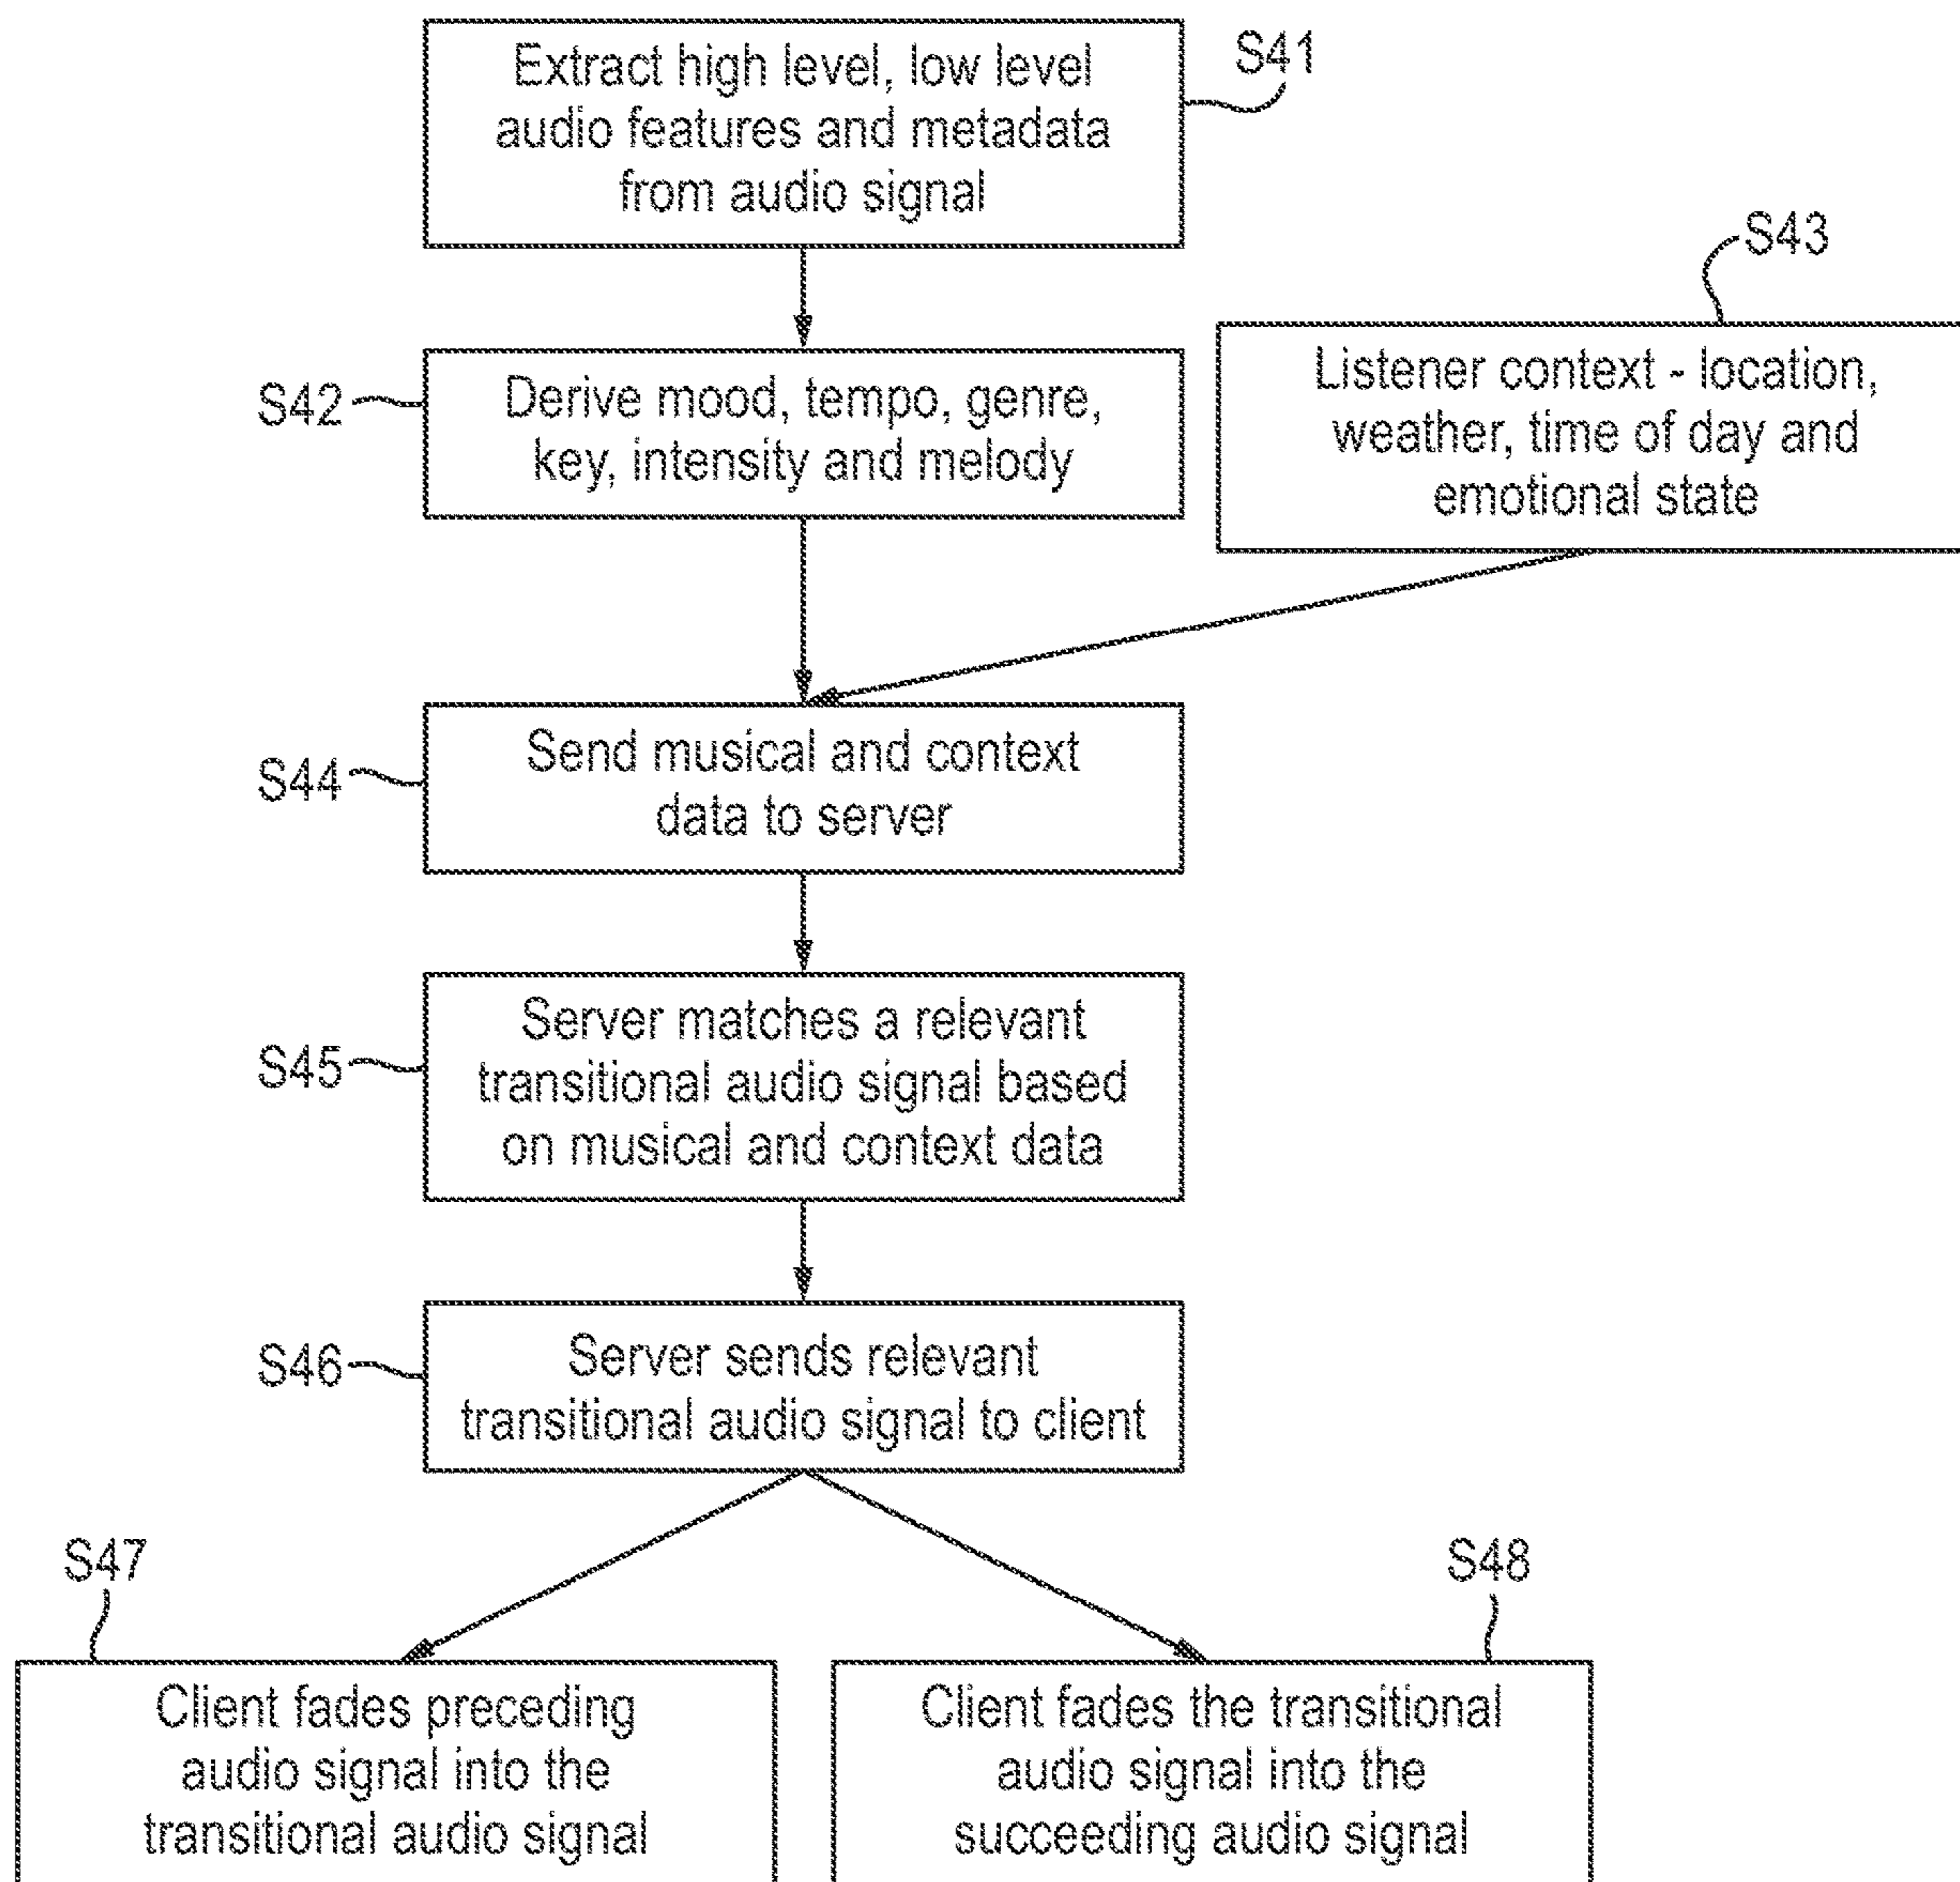 Extract high level, low level
audio features and metadata
from audio signal
S41
S42
Derive mood, tempo, genre,
key, intensity and melody
S43
Listener context - location,
weather, time of day and
emotional state
S44
Send musical and context
data to server
S45
Server matches a relevant
transitional audio signal based
on musical and context data
S46
Server sends relevant
transitional audio signal to client
S47
Client fades preceding
audio signal into the
transitional audio signal
S48
Client fades the transitional
audio signal into the
succeeding audio signal